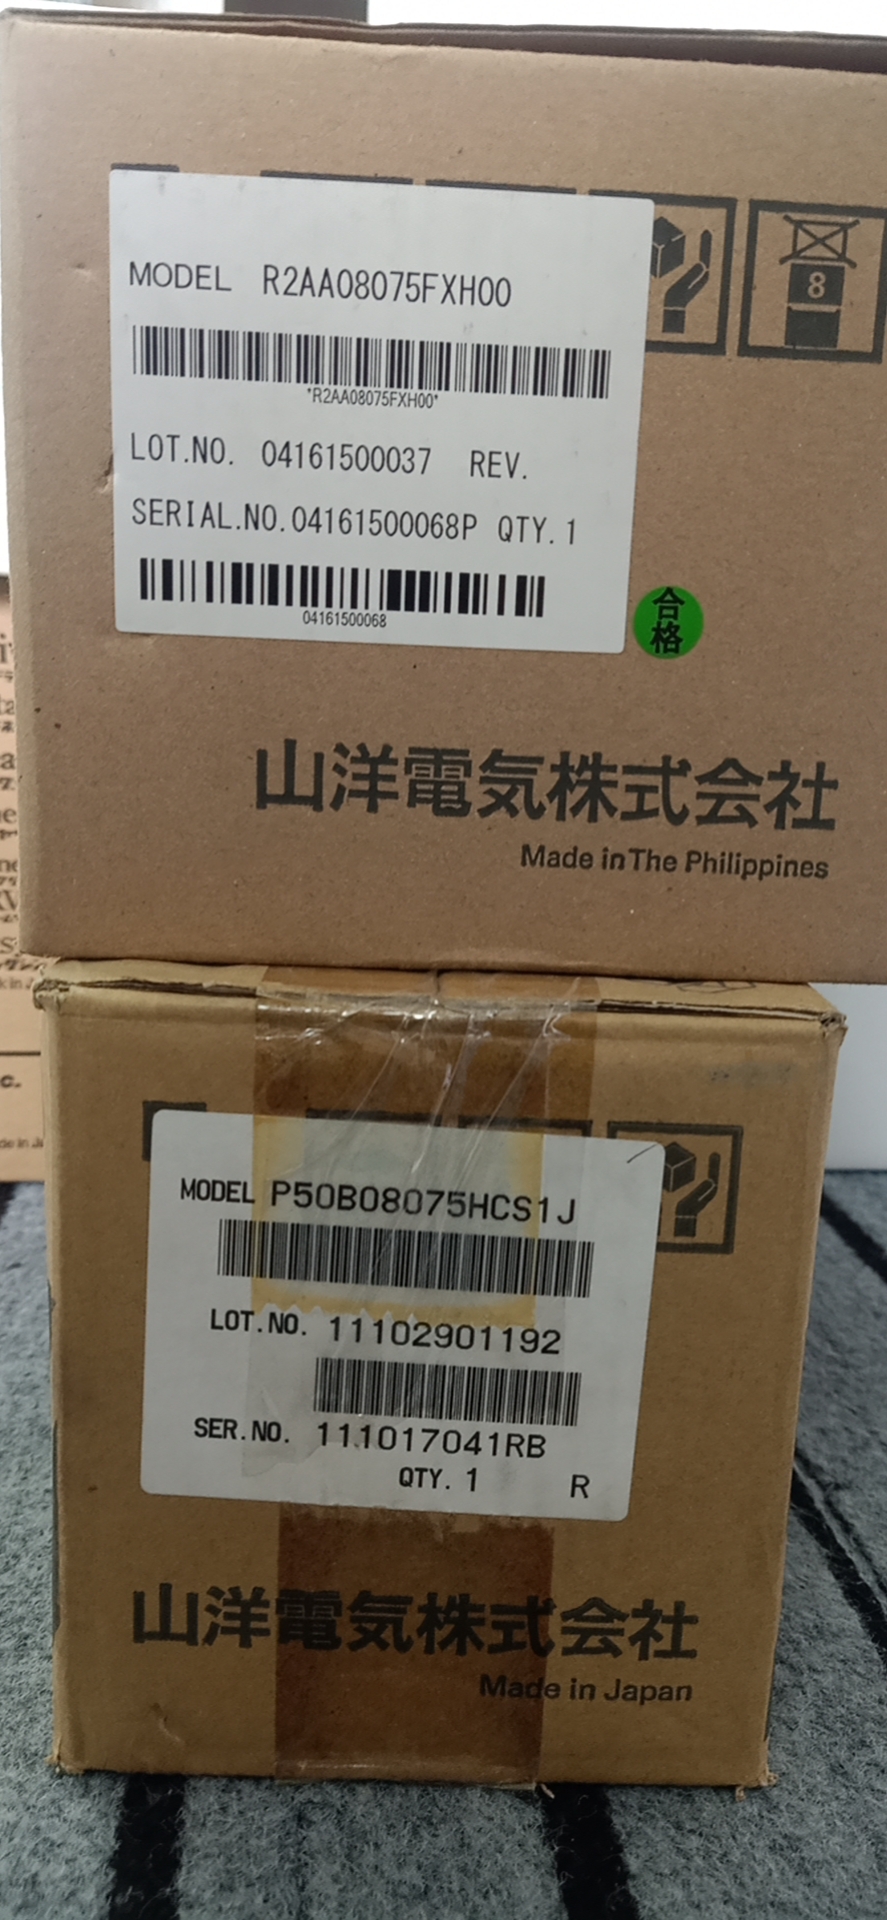 MODEL R2AA08075FXH00
*R2AA08075FXH00*
LOT.NO. 04161500037 REV.
SERIAL.NO.04161500068P QTY.1
04161500068
合格
8
山洋電気株式会社
Made in The Philippines
MODEL P50B08075HCS1J
LOT.NO. 11102901192
SER.NO. 111017041RB
QTY. 1 R
山洋電気株式会社
Made in Japan